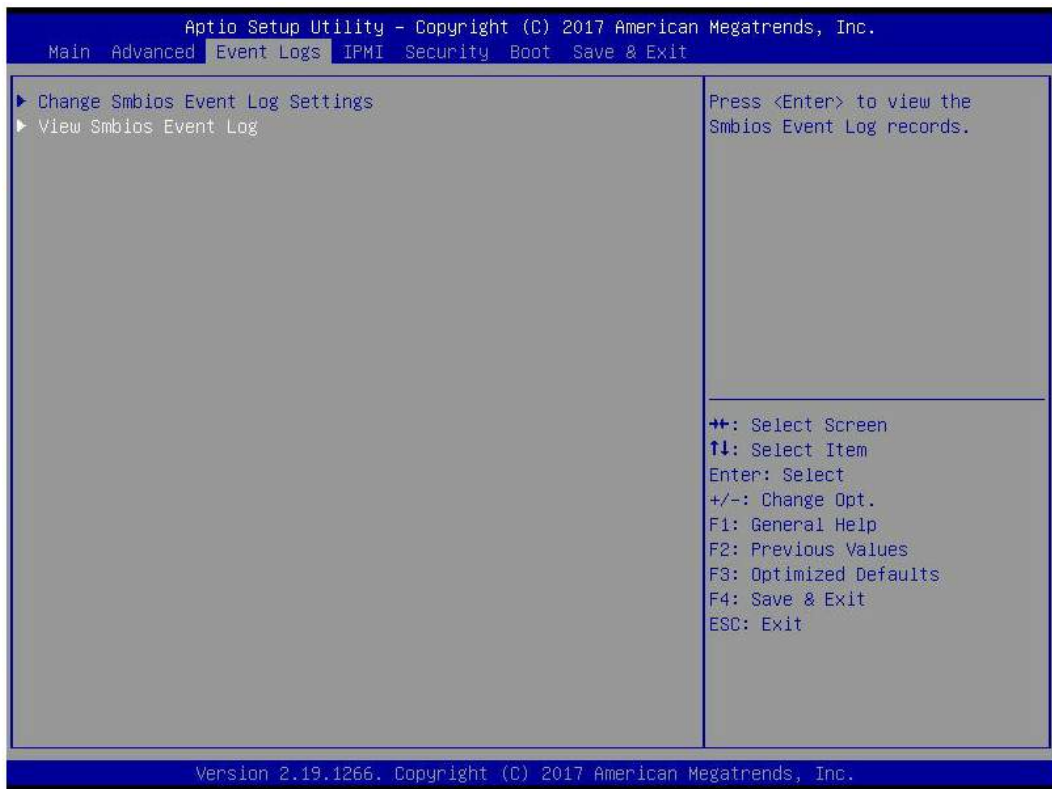 Aptio Setup Utility – Copyright (C) 2017 American Megatrends, Inc.
Main Advanced Event Logs IPMI Security Boot Save & Exit
▶ Change Smbios Event Log Settings
▶ View Smbios Event Log
Press <Enter> to view the
Smbios Event Log records.
→←: Select Screen
↑↓: Select Item
Enter: Select
+/-: Change Opt.
F1: General Help
F2: Previous Values
F3: Optimized Defaults
F4: Save & Exit
ESC: Exit
Version 2.19.1266. Copyright (C) 2017 American Megatrends, Inc.